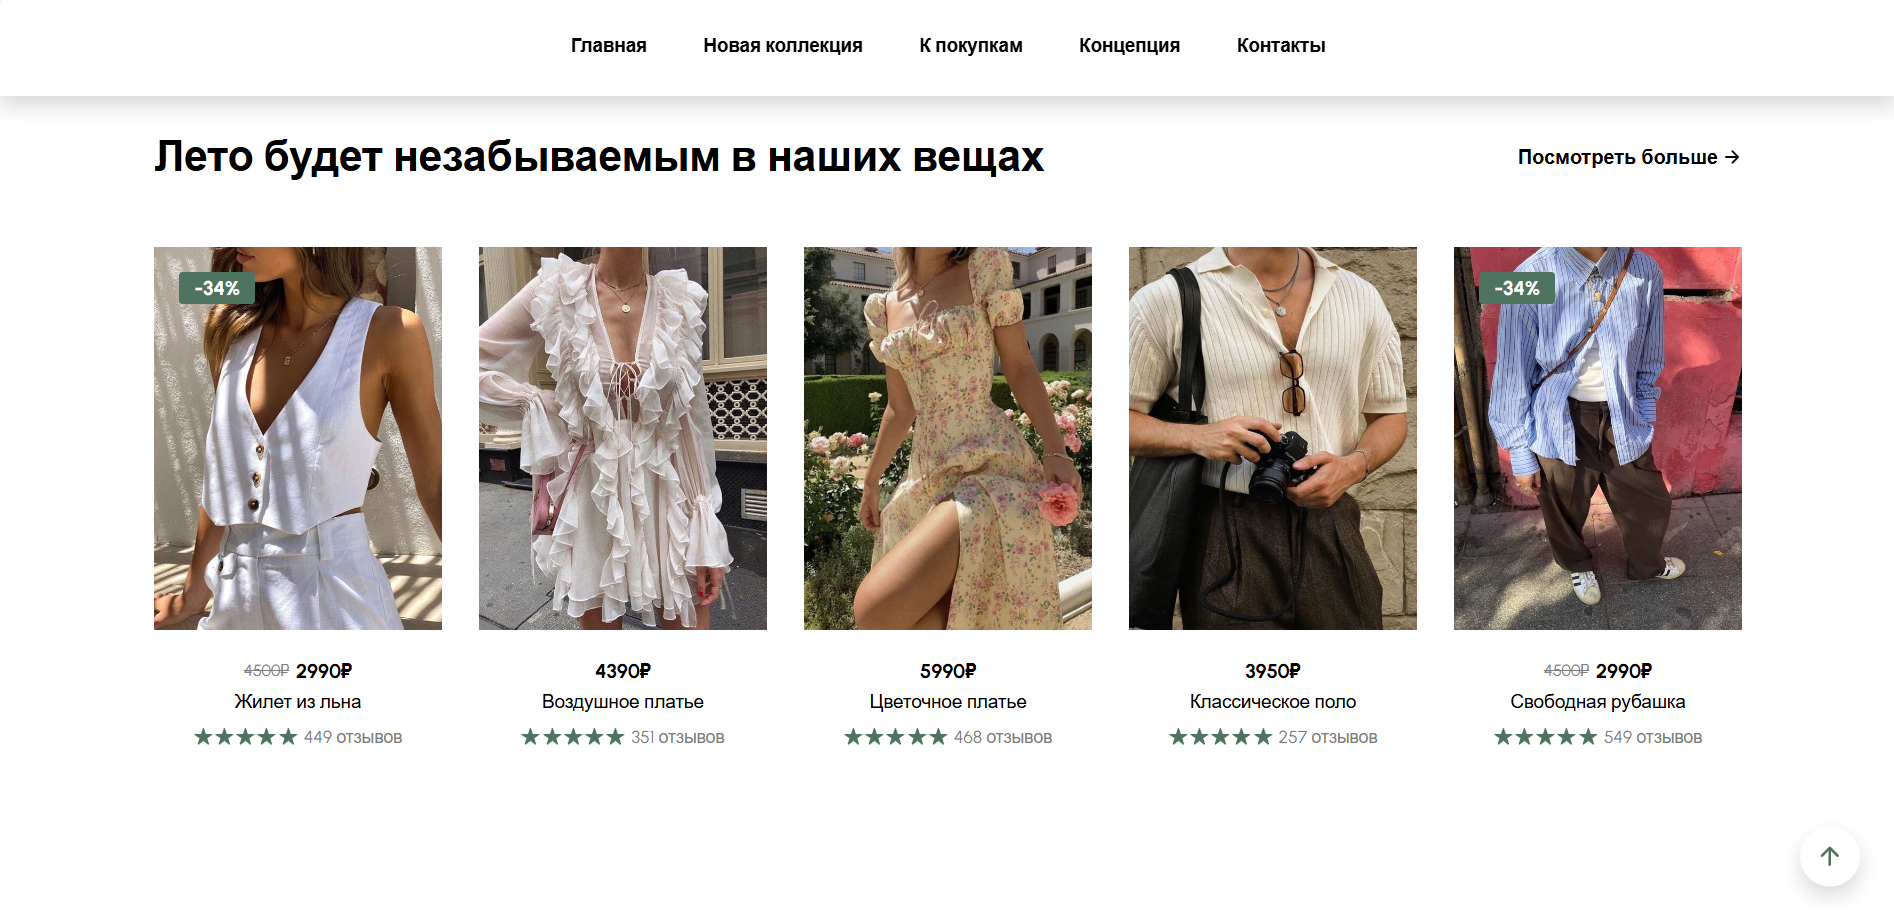 Главная Новая коллекция К покупкам Концепция Контакты
Лето будет незабываемым в наших вещах
Посмотреть больше →
-34%
4500₽ 2990₽
Жилет из льна
★★★★★ 449 отзывов
4390₽
Воздушное платье
★★★★★ 351 отзывов
5990₽
Цветочное платье
★★★★★ 468 отзывов
3950₽
Классическое поло
★★★★★ 257 отзывов
-34%
4500₽ 2990₽
Свободная рубашка
★★★★★ 549 отзывов